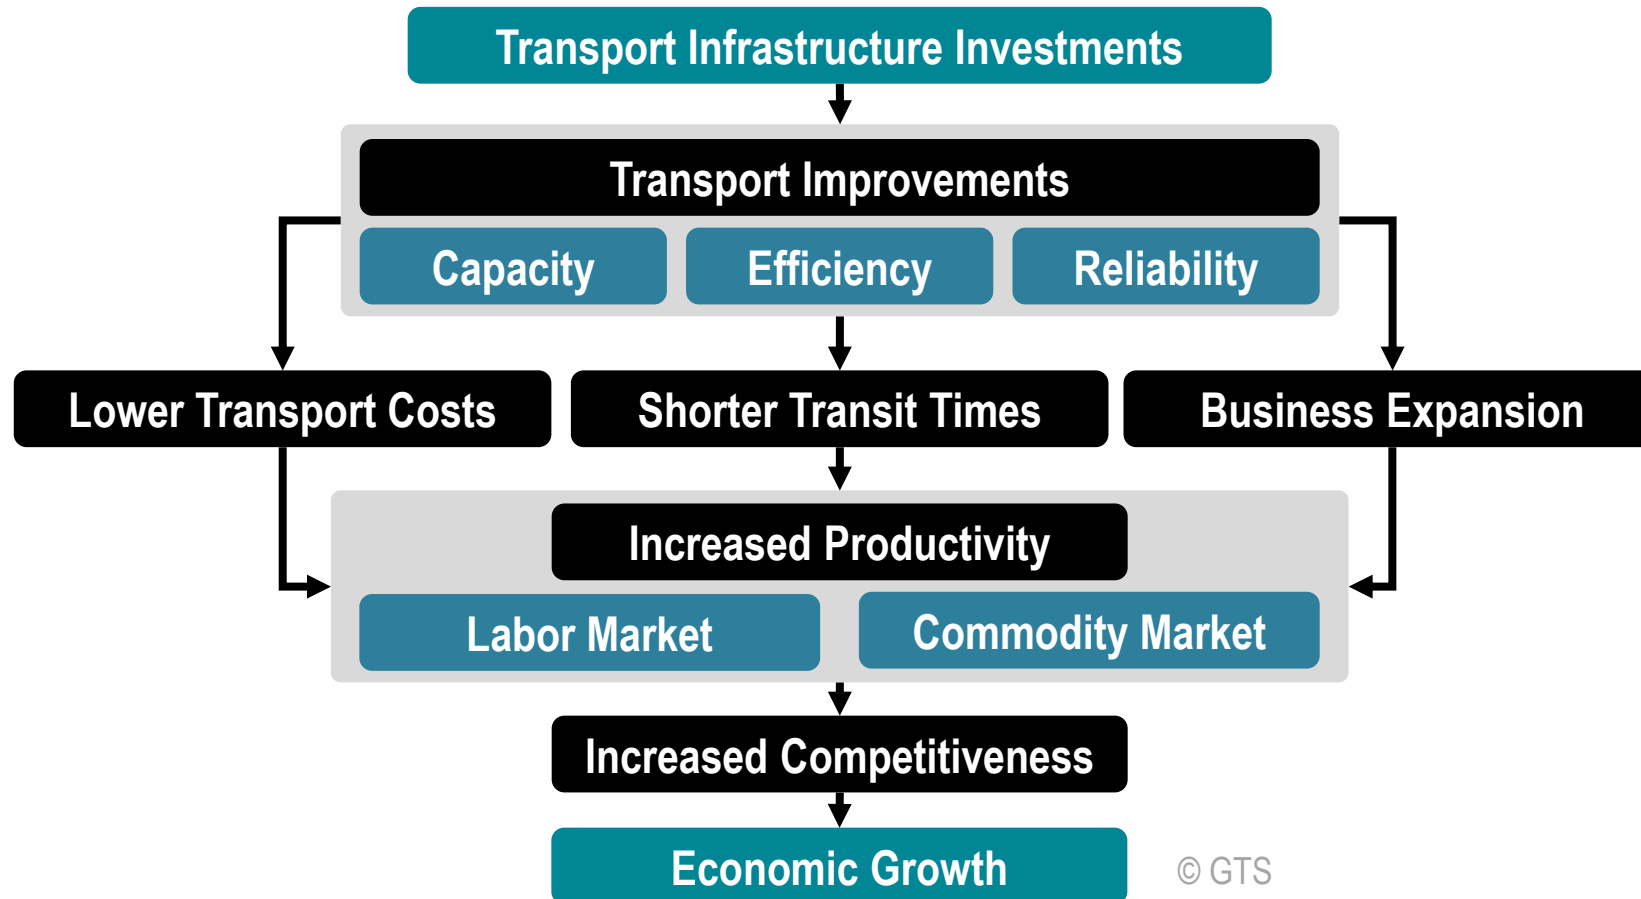 Transport Infrastructure Investments
Transport Improvements
Capacity
Efficiency
Reliability
Lower Transport Costs
Shorter Transit Times
Business Expansion
Increased Productivity
Labor Market
Commodity Market
Increased Competitiveness
Economic Growth
© GTS